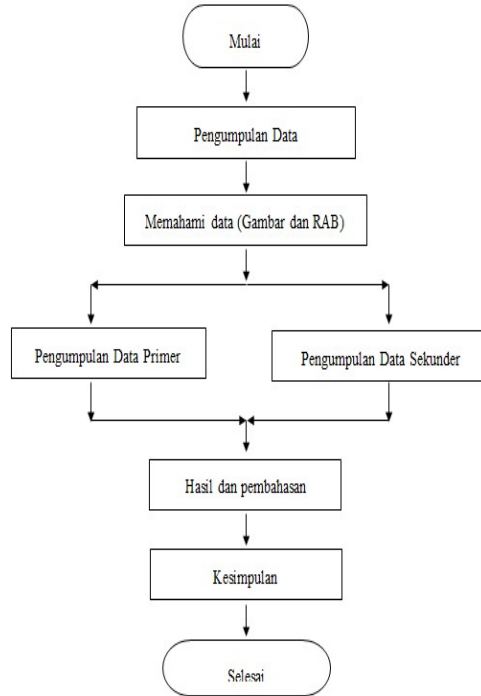 Mulai
Pengumpulan Data
Memahami data (Gambar dan RAB)
Pengumpulan Data Primer
Pengumpulan Data Sekunder
Hasil dan pembahasan
Kesimpulan
Selesai